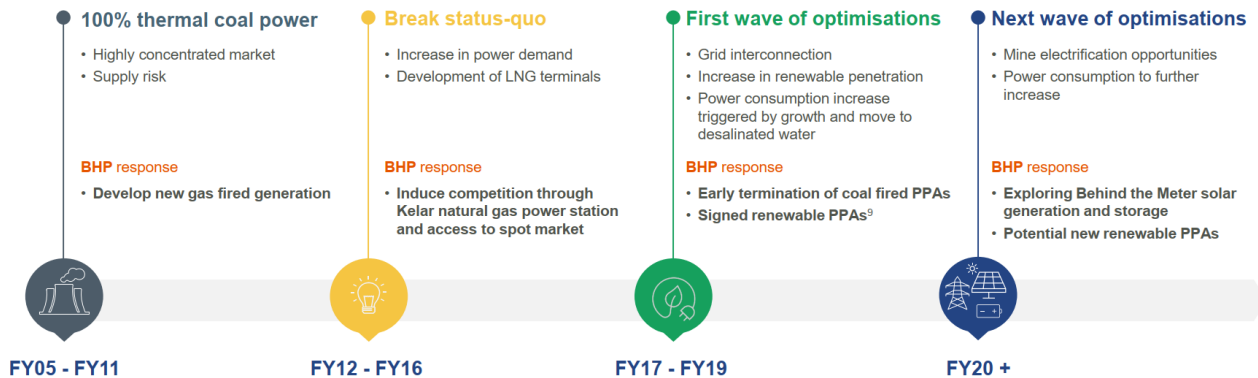 100% thermal coal power
• Highly concentrated market
• Supply risk
BHP response
• Develop new gas fired generation
FY05 - FY11
Break status-quo
• Increase in power demand
• Development of LNG terminals
BHP response
• Induce competition through
Kelar natural gas power station
and access to spot market
FY12 - FY16
First wave of optimisations
• Grid interconnection
• Increase in renewable penetration
• Power consumption increase
triggered by growth and move to
desalinated water
BHP response
• Early termination of coal fired PPAs
• Signed renewable PPAs⁹
FY17 - FY19
Next wave of optimisations
• Mine electrification opportunities
• Power consumption to further
increase
BHP response
• Exploring Behind the Meter solar
generation and storage
• Potential new renewable PPAs
FY20 +